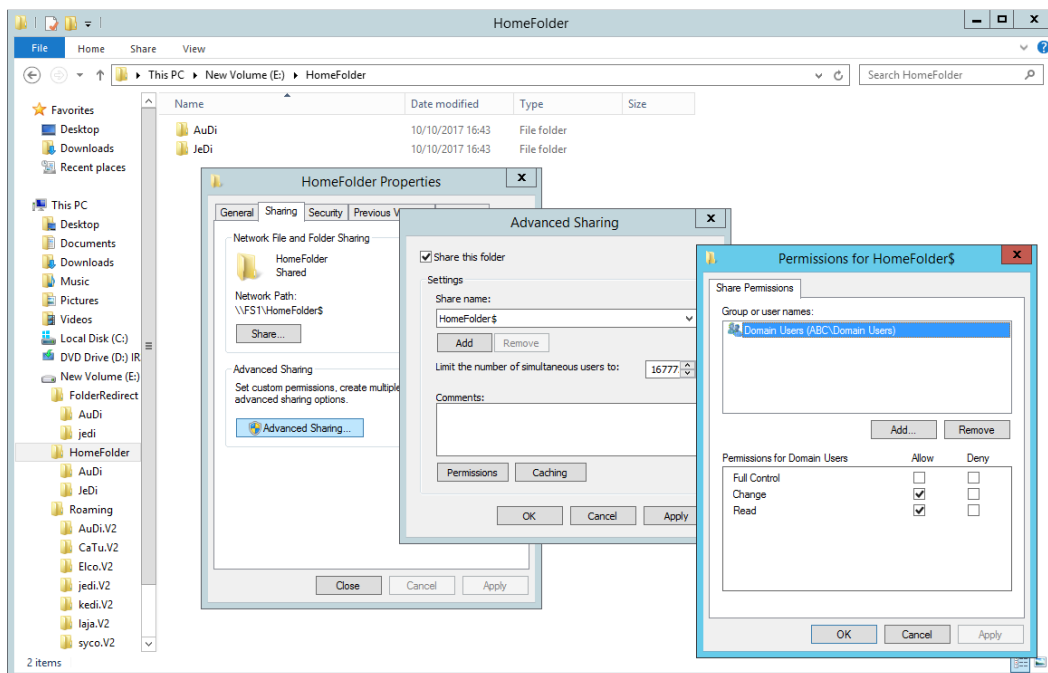 HomeFolder
File Home Share View
This PC New Volume (E:) HomeFolder
Search HomeFolder
Favorites
Desktop
Downloads
Recent places
This PC
Desktop
Documents
Downloads
Music
Pictures
Videos
Local Disk (C:)
DVD Drive (D:) IR
New Volume (E:)
FolderRedirect
AuDi
jedi
HomeFolder
AuDi
JeDi
Roaming
AuDi.V2
CaTu.V2
Elco.V2
jedi.V2
kedi.V2
laja.V2
syco.V2
2 items
Name Date modified Type Size
AuDi 10/10/2017 16:43 File folder
JeDi 10/10/2017 16:43 File folder
HomeFolder Properties
General Sharing Security Previous V
Network File and Folder Sharing
HomeFolder
Shared
Network Path:
\\FS1\HomeFolder$
Share...
Advanced Sharing
Set custom permissions, create multiple
advanced sharing options.
Advanced Sharing...
Close Cancel Apply
Advanced Sharing
Share this folder
Settings
Share name:
HomeFolder$
Add Remove
Limit the number of simultaneous users to: 16777
Comments:
Permissions Caching
OK Cancel Apply
Permissions for HomeFolder$
Share Permissions
Group or user names:
Domain Users (ABC\Domain Users)
Add... Remove
Permissions for Domain Users Allow Deny
Full Control
Change
Read
OK Cancel Apply